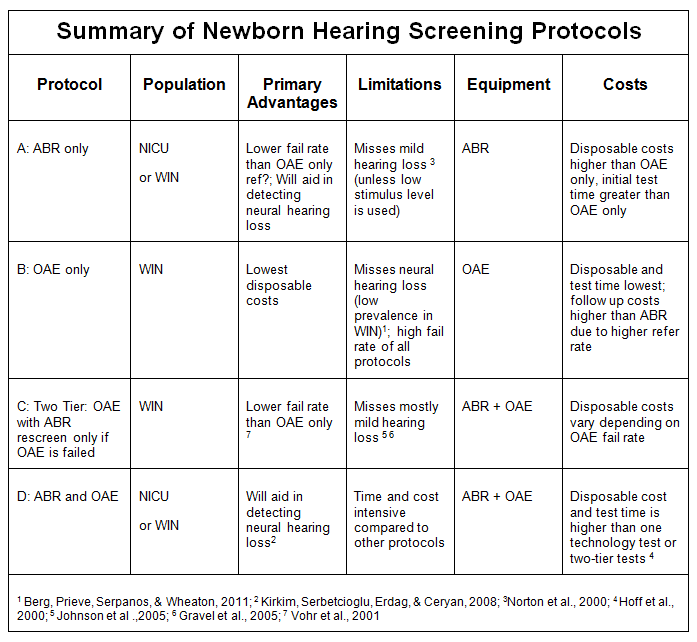 Summary of Newborn Hearing Screening Protocols
Protocol
Population
Primary
Advantages
Limitations
Equipment
Costs
A: ABR only
NICU
or WIN
Lower fail rate
than OAE only
ref?; Will aid in
detecting
neural hearing
loss
Misses mild
hearing loss 3
(unless low
stimulus level
is used)
ABR
Disposable costs
higher than OAE
only, initial test
time greater than
OAE only
B: OAE only
WIN
Lowest
disposable
costs
Misses neural
hearing loss
(low
prevalence in
WIN)1; high fail
rate of all
protocols
OAE
Disposable and
test time lowest;
follow up costs
higher than ABR
due to higher refer
rate
C: Two Tier: OAE
with ABR
rescreen only if
OAE is failed
WIN
Lower fail rate
than OAE only
7
Misses mostly
mild hearing
loss 5 6
ABR + OAE
Disposable costs
vary depending on
OAE fail rate
D: ABR and OAE
NICU
or WIN
Will aid in
detecting
neural hearing
loss2
Time and cost
intensive
compared to
other protocols
ABR + OAE
Disposable cost
and test time is
higher than one
technology test or
two-tier tests 4
1 Berg, Prieve, Serpanos, & Wheaton, 2011; 2 Kirkim, Serbetcioglu, Erdag, & Ceryan, 2008; 3Norton et al., 2000; 4 Hoff et al.,
2000; 5 Johnson et al .,2005; 6 Gravel et al., 2005; 7 Vohr et al., 2001